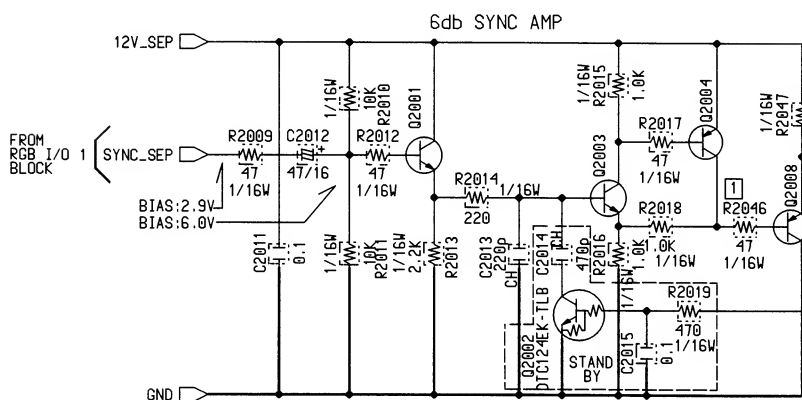 6db SYNC AMP
12V_SEP
FROM
RGB I/O 1
BLOCK
SYNC_SEP
BIAS:2.9V
BIAS:6.0V
GND
R2009
47
1/16W
C2012
47/16
+
1/16W
10K
R2010
R2012
47
1/16W
Q2001
C2011
0.1
1/16W
10K
R2011
1/16W
2.2K
R2013
R2014
1/16W
220
C2013
220p
CH
C2014
470p
CH
Q2003
1/16W
R2015
1.0K
R2017
47
1/16W
Q2004
R2018
1.0K
1/16W
R2016
1.0K
1/16W
1
R2046
47
1/16W
1/16W
R2047
Q2008
Q2002
DTC124EK-TLB
STAND
BY
C2015
0.1
R2019
470
1/16W